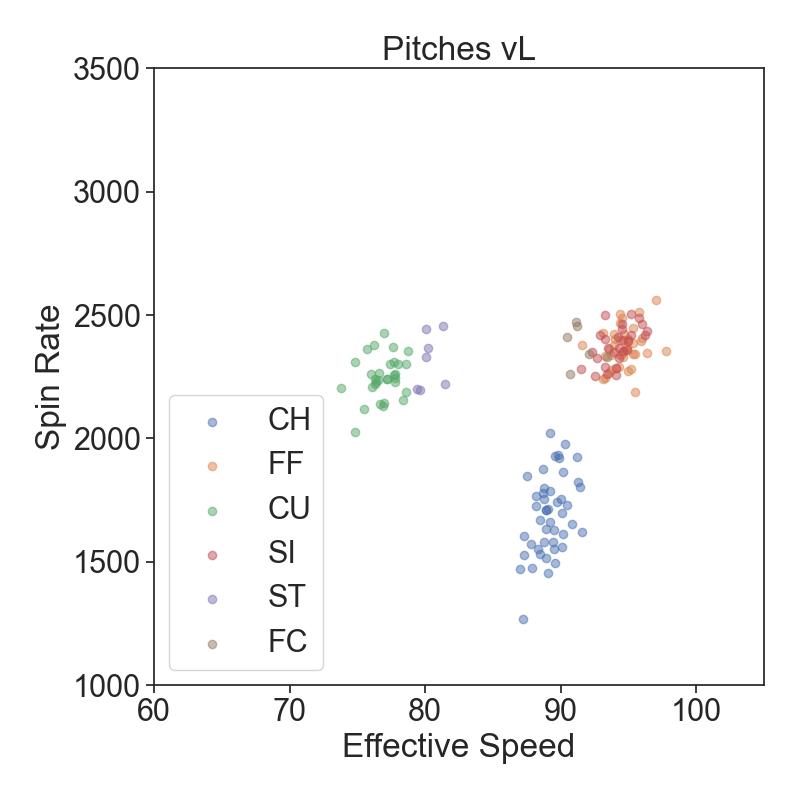 Pitches vL
3500
3000
2500
2000
1500
1000
Spin Rate
CH
FF
CU
SI
ST
FC
60 70 80 90 100
Effective Speed